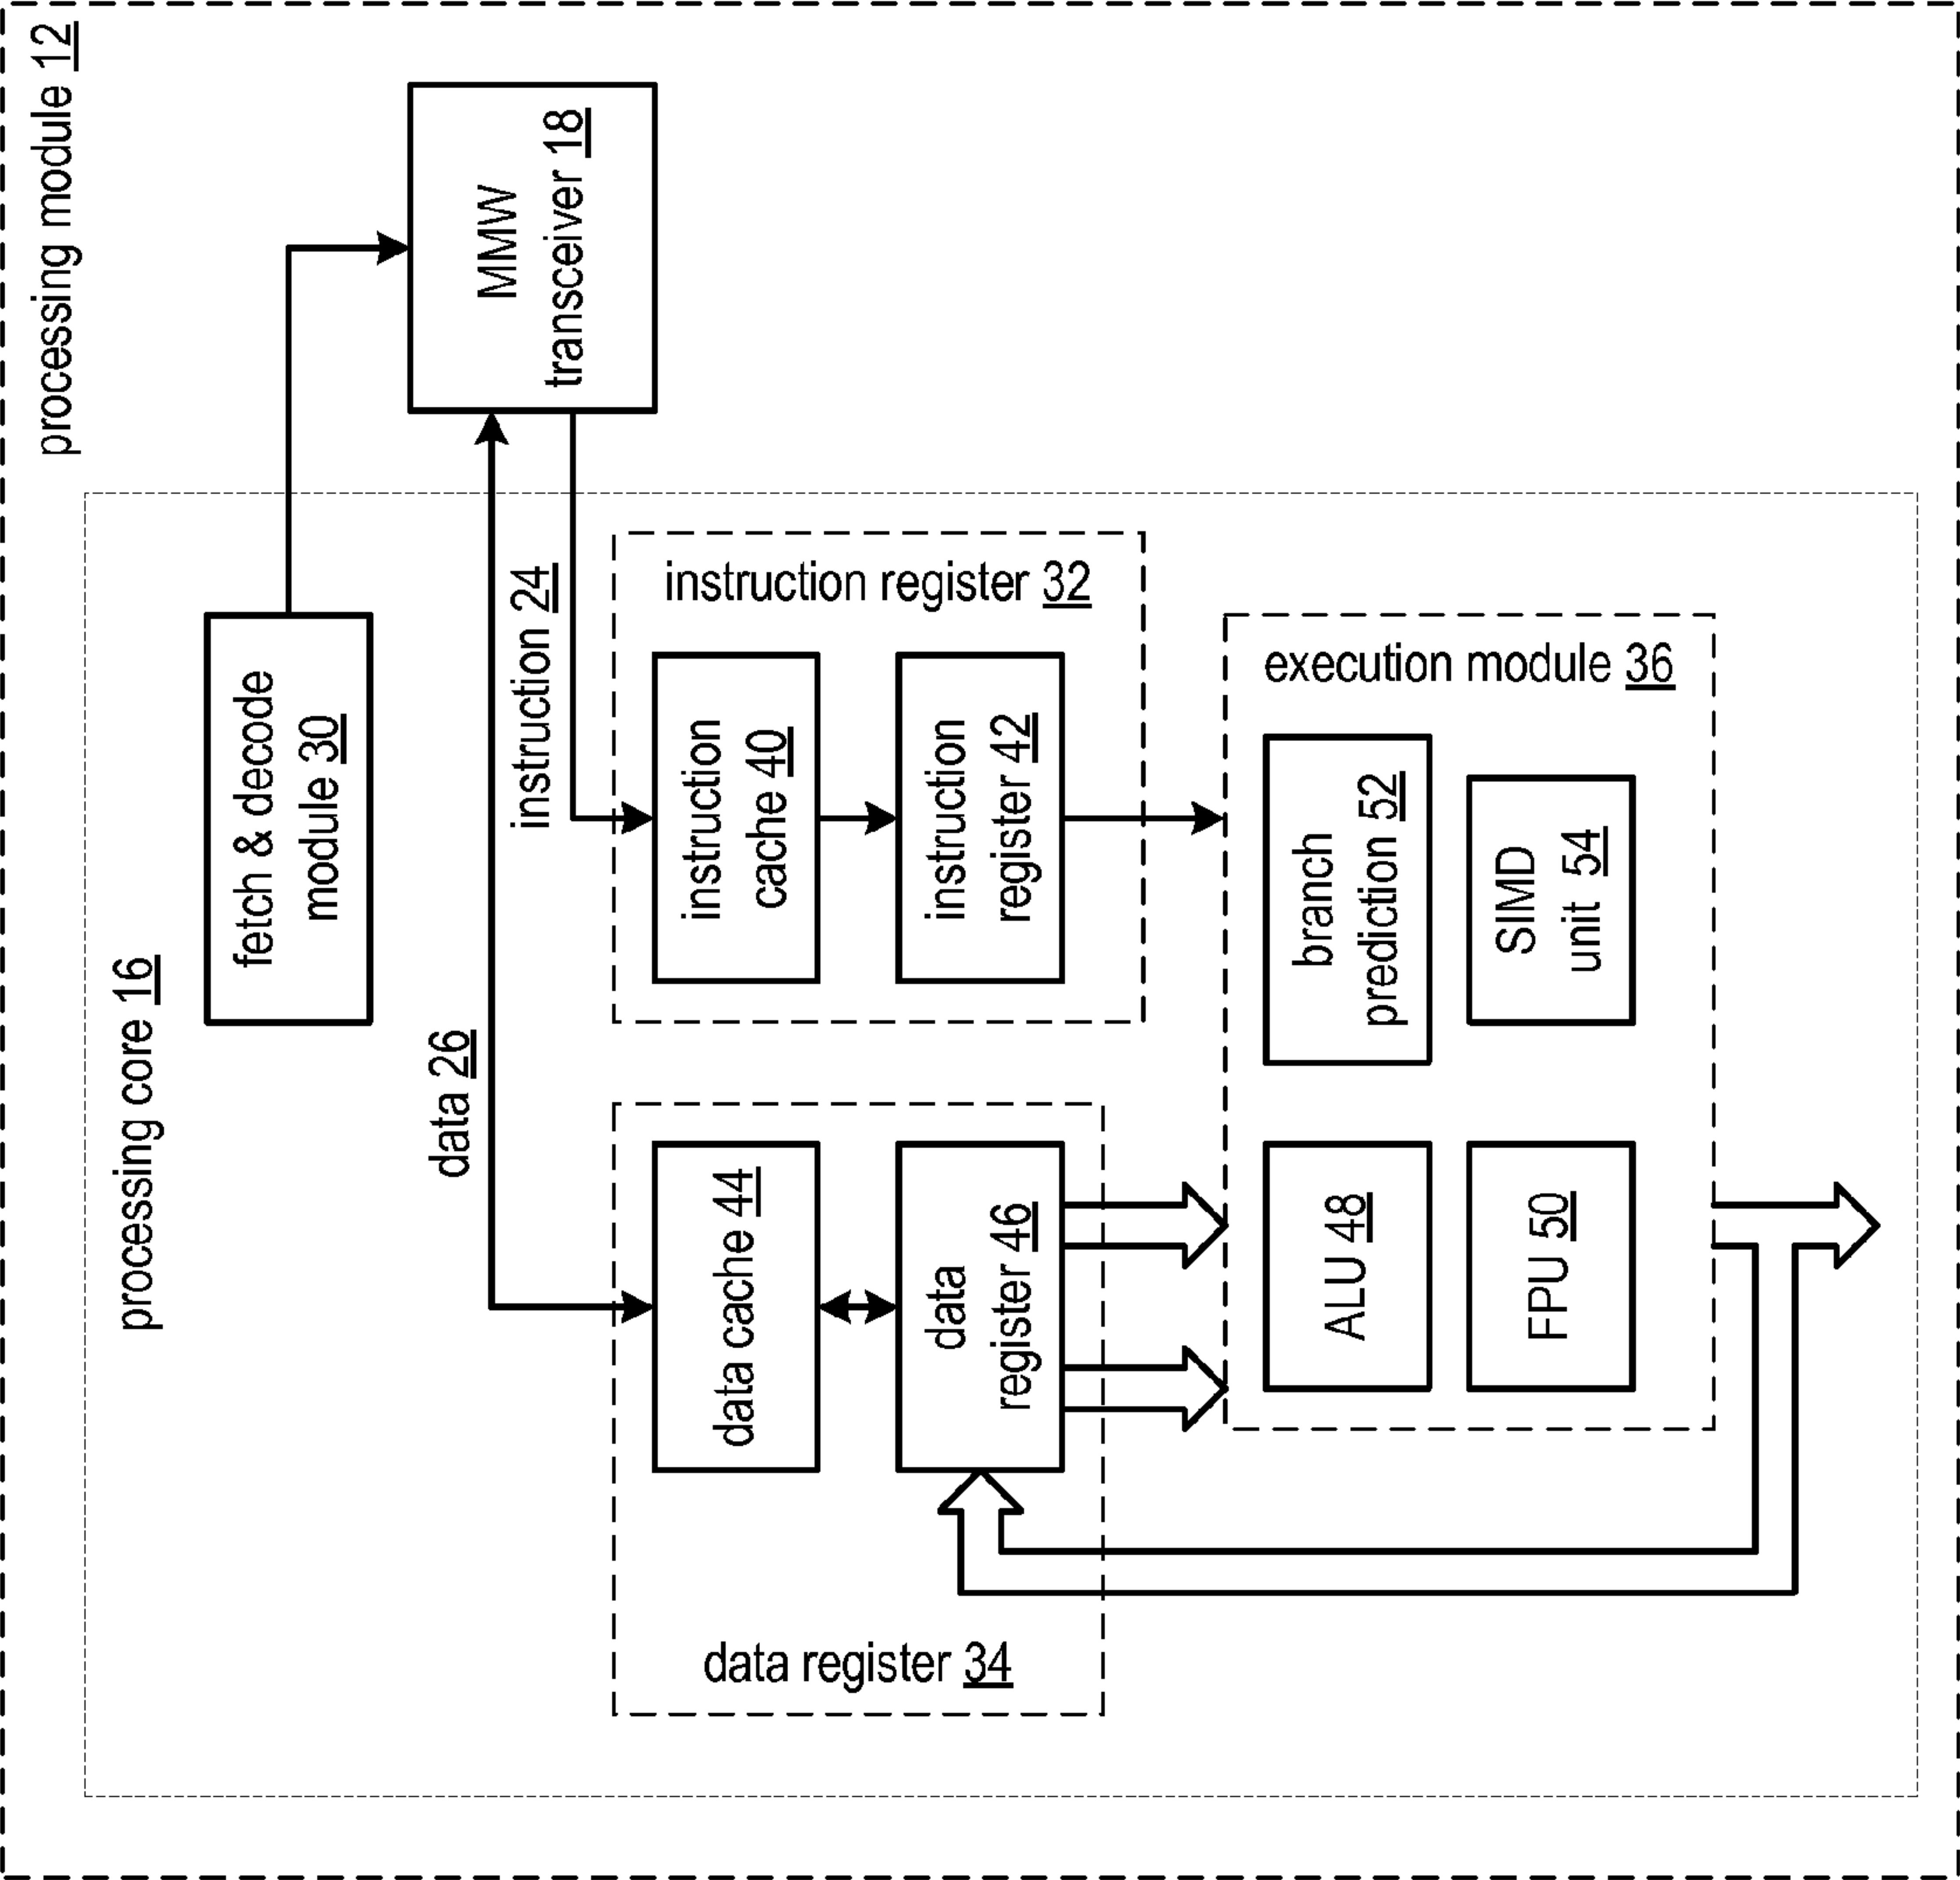 processing module 12
MMW
transceiver 18
processing core 16
fetch & decode
module 30
data 26
instruction 24
instruction register 32
instruction
cache 40
instruction
register 42
data cache 44
data
register 46
data register 34
execution module 36
branch
prediction 52
SIMD
unit 54
ALU 48
FPU 50